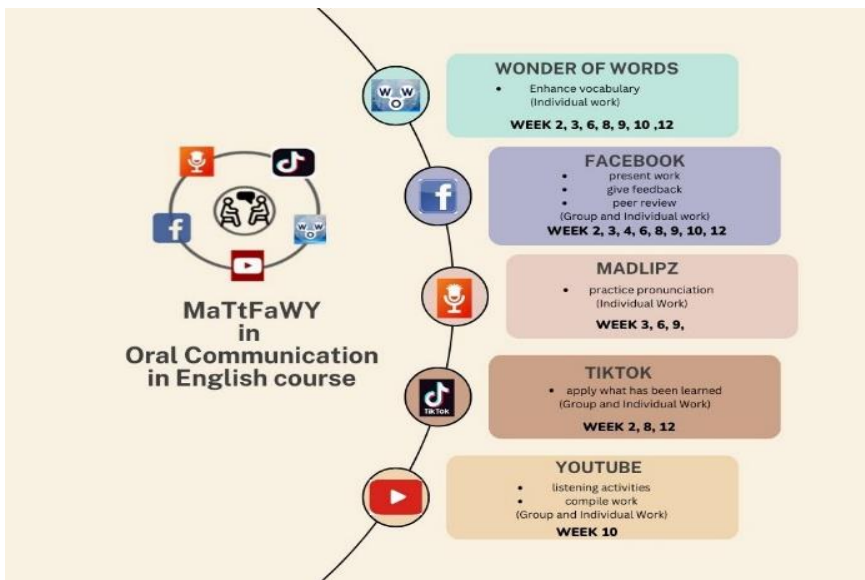 MaTtFaWY
in
Oral Communication
in English course
W W
O
WONDER OF WORDS
• Enhance vocabulary
(Individual work)
WEEK 2, 3, 6, 8, 9, 10 ,12
FACEBOOK
• present work
• give feedback
• peer review
(Group and Individual work)
WEEK 2, 3, 4, 6, 8, 9, 10, 12
MADLIPZ
• practice pronunciation
(Individual Work)
WEEK 3, 6, 9,
TikTok
TIKTOK
• apply what has been learned
(Group and Individual Work)
WEEK 2, 8, 12
YOUTUBE
• listening activities
• compile work
(Group and Individual Work)
WEEK 10